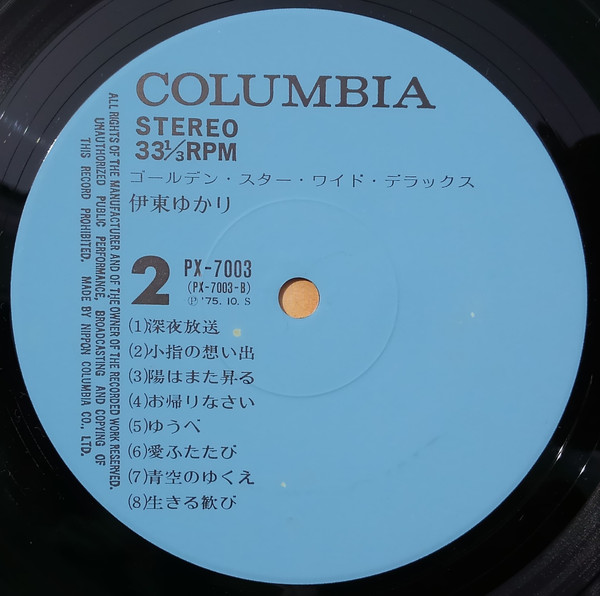 COLUMBIA
STEREO
33 1/3 RPM
ゴールデン・スター・ワイド・デラックス
伊東ゆかり
2
PX-7003
(PX-7003-B)
Ⓟ '75. 10. S
(1)深夜放送
(2)小指の想い出
(3)陽はまた昇る
(4)お帰りなさい
(5)ゆうべ
(6)愛ふたたび
(7)青空のゆくえ
(8)生きる歓び
ALL RIGHTS OF THE MANUFACTURER AND OF THE OWNER OF THE RECORDED WORK RESERVED.
UNAUTHORIZED PUBLIC PERFORMANCE, BROADCASTING AND COPYING OF
THIS RECORD PROHIBITED. MADE BY NIPPON COLUMBIA CO., LTD.